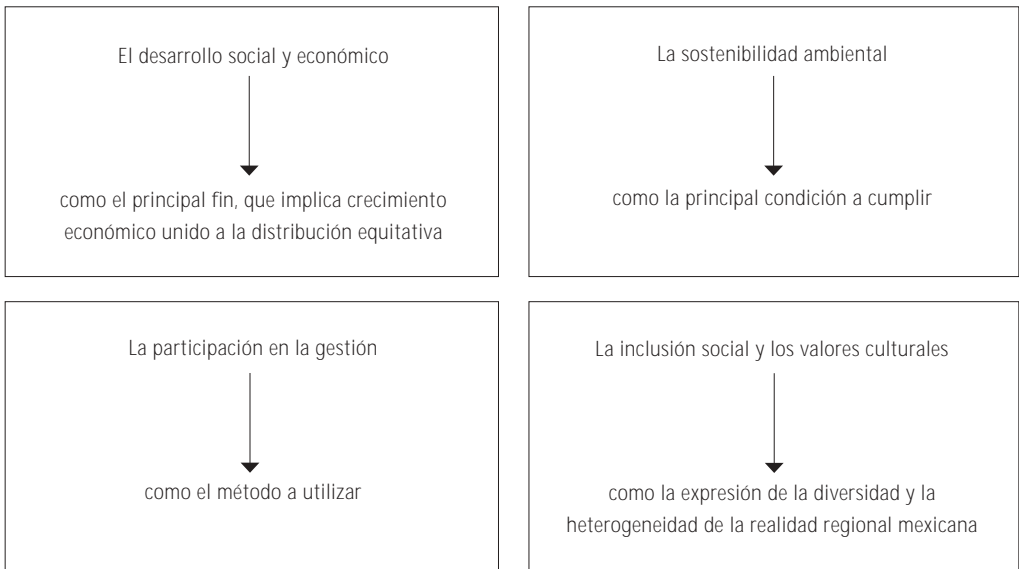 El desarrollo social y económico
como el principal fin, que implica crecimiento
económico unido a la distribución equitativa
La sostenibilidad ambiental
como la principal condición a cumplir
La participación en la gestión
como el método a utilizar
La inclusión social y los valores culturales
como la expresión de la diversidad y la
heterogeneidad de la realidad regional mexicana